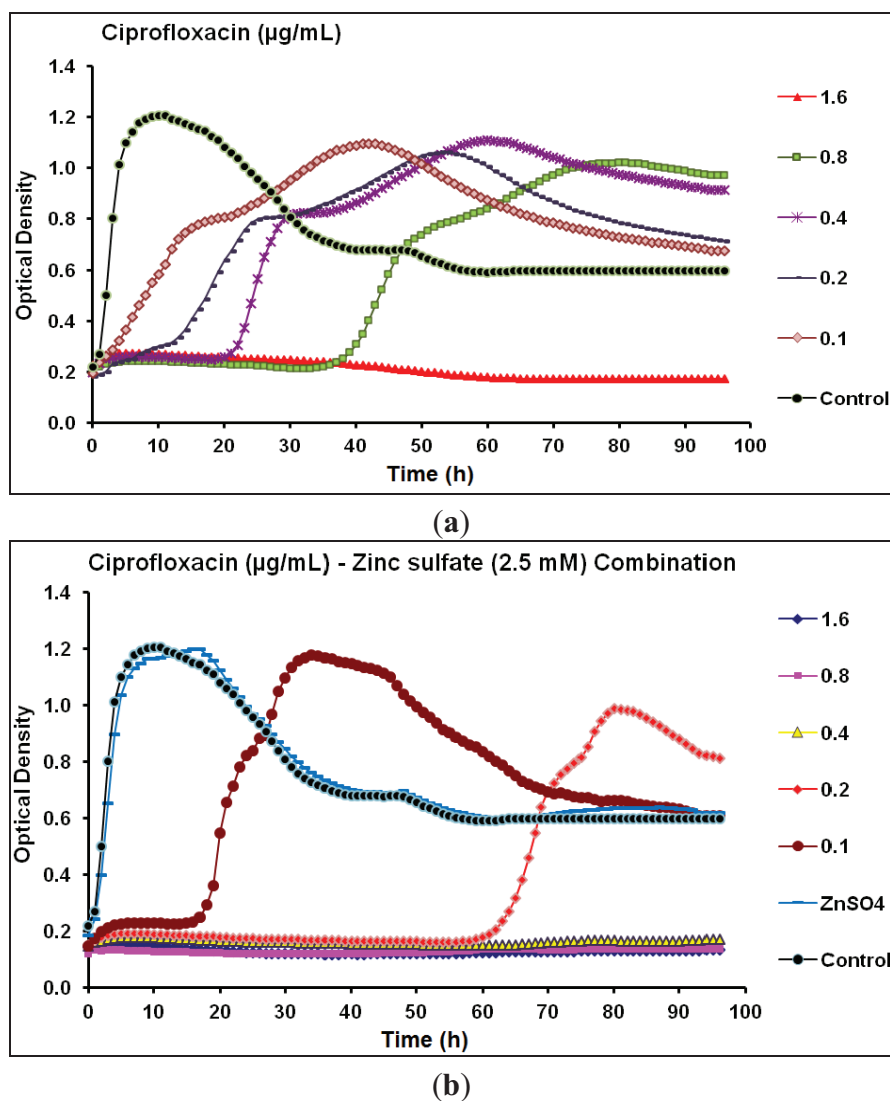 Ciprofloxacin (µg/mL)
1.4
1.2
1.0
0.8
0.6
0.4
0.2
0.0
Optical Density
0 10 20 30 40 50 60 70 80 90 100
Time (h)
1.6
0.8
0.4
0.2
0.1
Control
(a)
Ciprofloxacin (µg/mL) - Zinc sulfate (2.5 mM) Combination
1.4
1.2
1.0
0.8
0.6
0.4
0.2
0.0
Optical Density
0 10 20 30 40 50 60 70 80 90 100
Time (h)
1.6
0.8
0.4
0.2
0.1
ZnSO4
Control
(b)